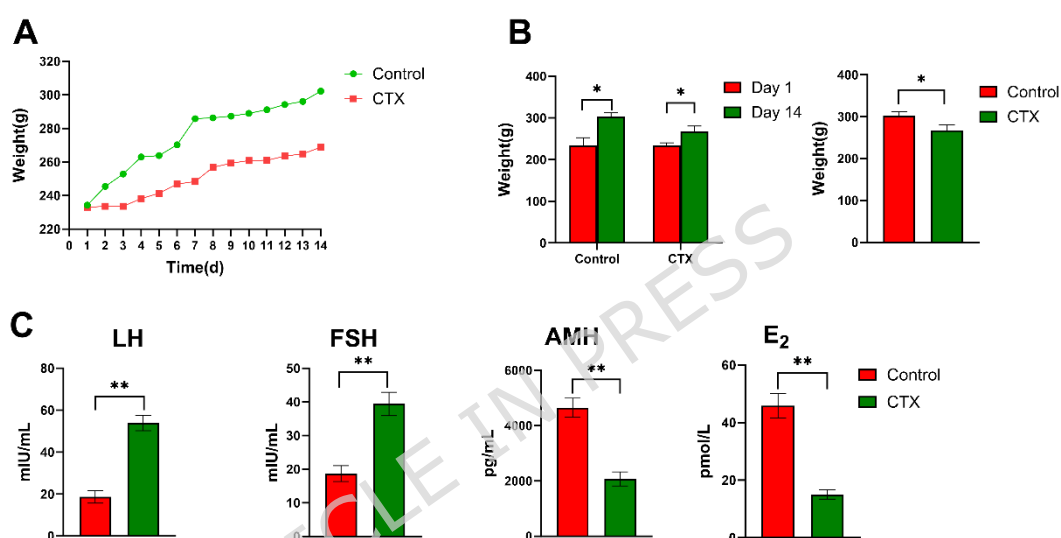 A
Weight(g)
320
300
280
260
240
220
0 1 2 3 4 5 6 7 8 9 10 11 12 13 14
Time(d)
Control
CTX
B
Weight(g)
400
300
200
100
0
* *
Control CTX
Day 1
Day 14
Weight(g)
400
300
200
100
0
*
Control
CTX
C
LH
mIU/mL
80
60
40
20
0
**
FSH
mIU/mL
50
40
30
20
10
0
**
AMH
pg/mL
6000
4000
2000
0
**
E₂
pmol/L
60
40
20
0
**
Control
CTX
CLE IN PRESS